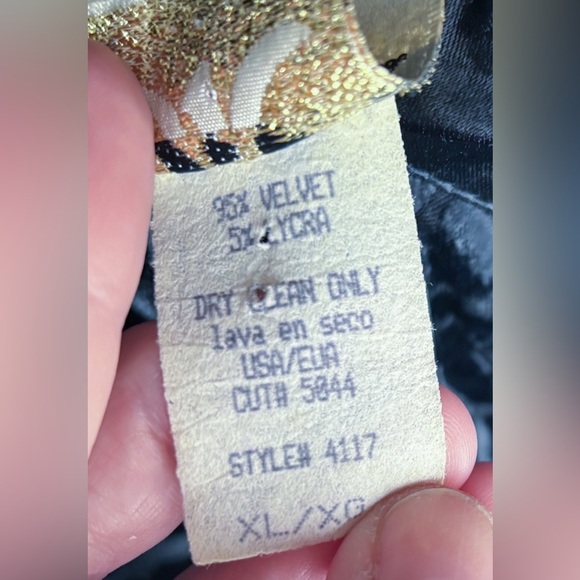 95% VELVET
5% LYCRA
DRY CLEAN ONLY
lava en seco
USA/EUA
CUT# 5044
STYLE# 4117
XL/XG